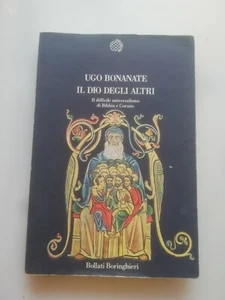 UGO BONANATE
IL DIO DEGLI ALTRI
Il difficile universalismo
di Bibbia e Corano
Bollati Boringhieri